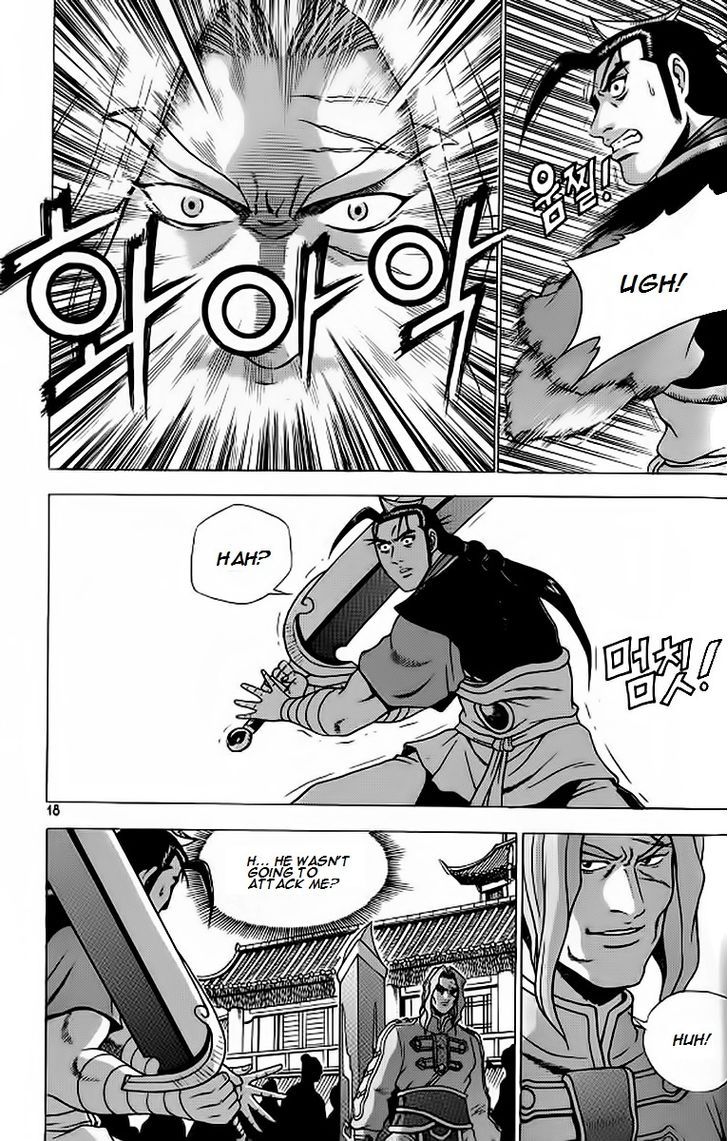 화아악
움찔!
UGH!
HAH?
멈칫!
18
H... HE WASN'T
GOING TO
ATTACK ME?
HUH!